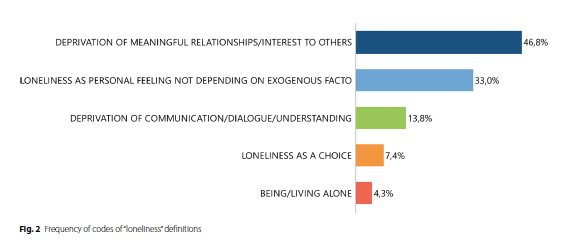 DEPRIVATION OF MEANINGFUL RELATIONSHIPS/INTEREST TO OTHERS 46,8%
LONELINESS AS PERSONAL FEELING NOT DEPENDING ON EXOGENOUS FACTO 33,0%
DEPRIVATION OF COMMUNICATION/DIALOGUE/UNDERSTANDING 13,8%
LONELINESS AS A CHOICE 7,4%
BEING/LIVING ALONE 4,3%
Fig. 2 Frequency of codes of "loneliness" definitions